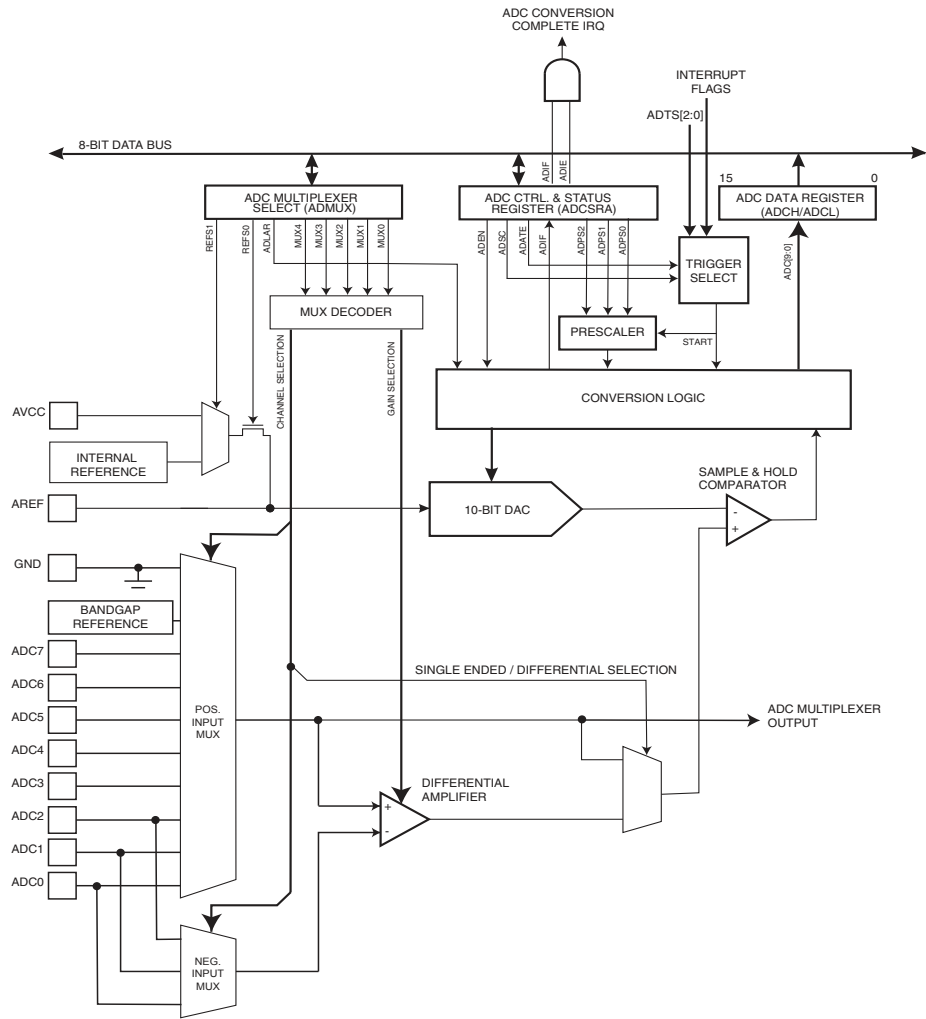 ADC CONVERSION
COMPLETE IRQ
INTERRUPT
FLAGS
ADTS[2:0]
8-BIT DATA BUS
ADIF
ADIE
15
0
ADC MULTIPLEXER
SELECT (ADMUX)
ADC CTRL. & STATUS
REGISTER (ADCSRA)
ADC DATA REGISTER
(ADCH/ADCL)
REFS1
REFS0
ADLAR
MUX4
MUX3
MUX2
MUX1
MUX0
ADEN
ADSC
ADATE
ADIF
ADPS2
ADPS1
ADPS0
ADC[9:0]
TRIGGER
SELECT
MUX DECODER
PRESCALER
START
CHANNEL SELECTION
GAIN SELECTION
CONVERSION LOGIC
AVCC
INTERNAL
REFERENCE
SAMPLE & HOLD
COMPARATOR
AREF
10-BIT DAC
-
+
GND
BANDGAP
REFERENCE
ADC7
SINGLE ENDED / DIFFERENTIAL SELECTION
ADC6
ADC5
POS.
INPUT
MUX
ADC MULTIPLEXER
OUTPUT
ADC4
ADC3
DIFFERENTIAL
AMPLIFIER
+
-
ADC2
ADC1
ADC0
NEG.
INPUT
MUX